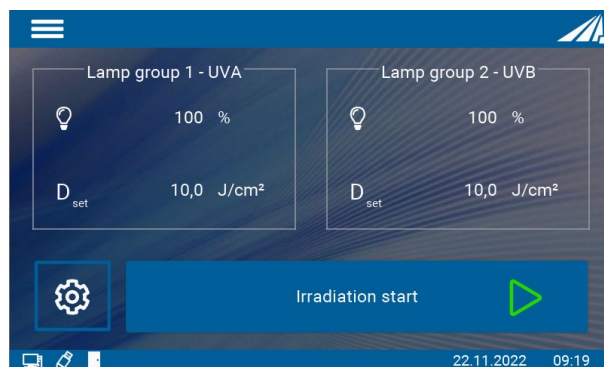 Lamp group 1 - UVA
100 %
D set 10,0 J/cm²
Lamp group 2 - UVB
100 %
D set 10,0 J/cm²
Irradiation start
22.11.2022 09:19